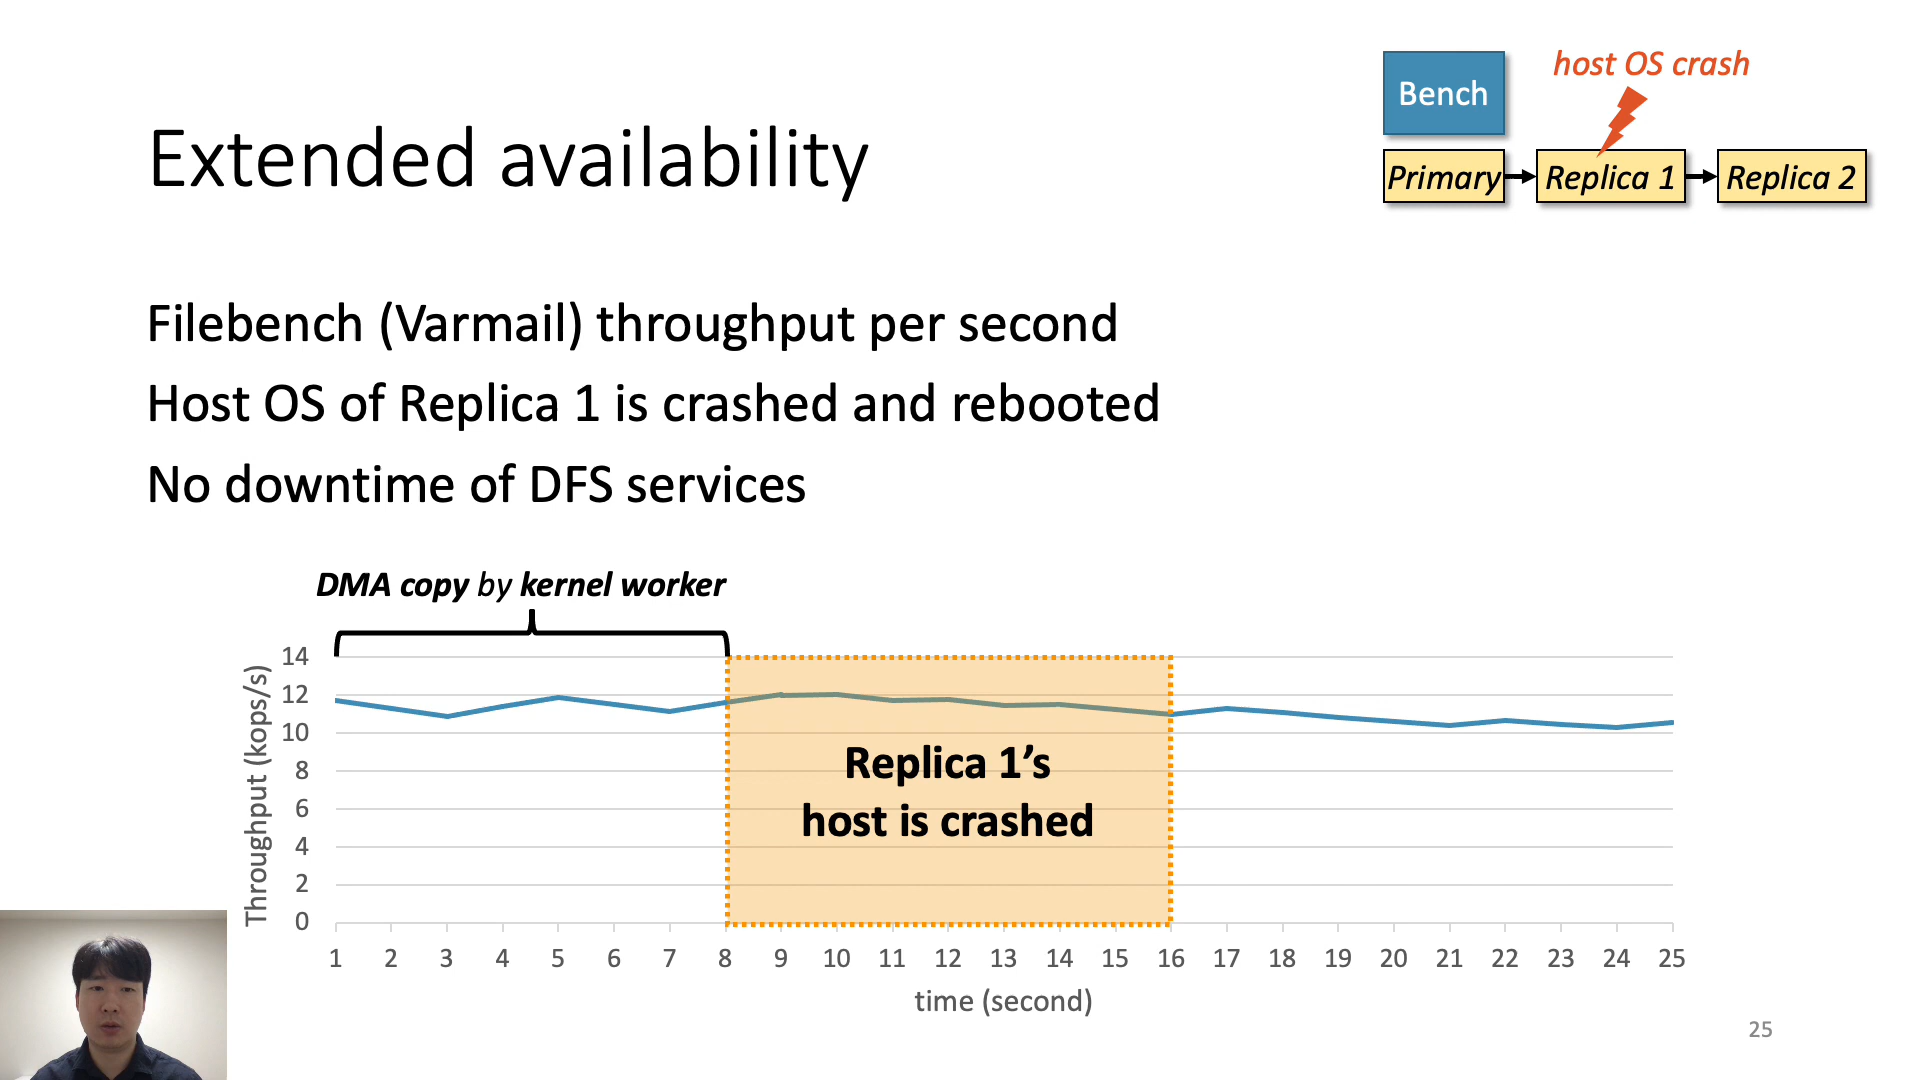 host OS crash
Bench
Primary
Replica 1
Replica 2
Extended availability
Filebench (Varmail) throughput per second
Host OS of Replica 1 is crashed and rebooted
No downtime of DFS services
DMA copy by kernel worker
Throughput (kops/s)
14
12
10
8
6
4
2
0
Replica 1’s
host is crashed
1 2 3 4 5 6 7 8 9 10 11 12 13 14 15 16 17 18 19 20 21 22 23 24 25
time (second)
25